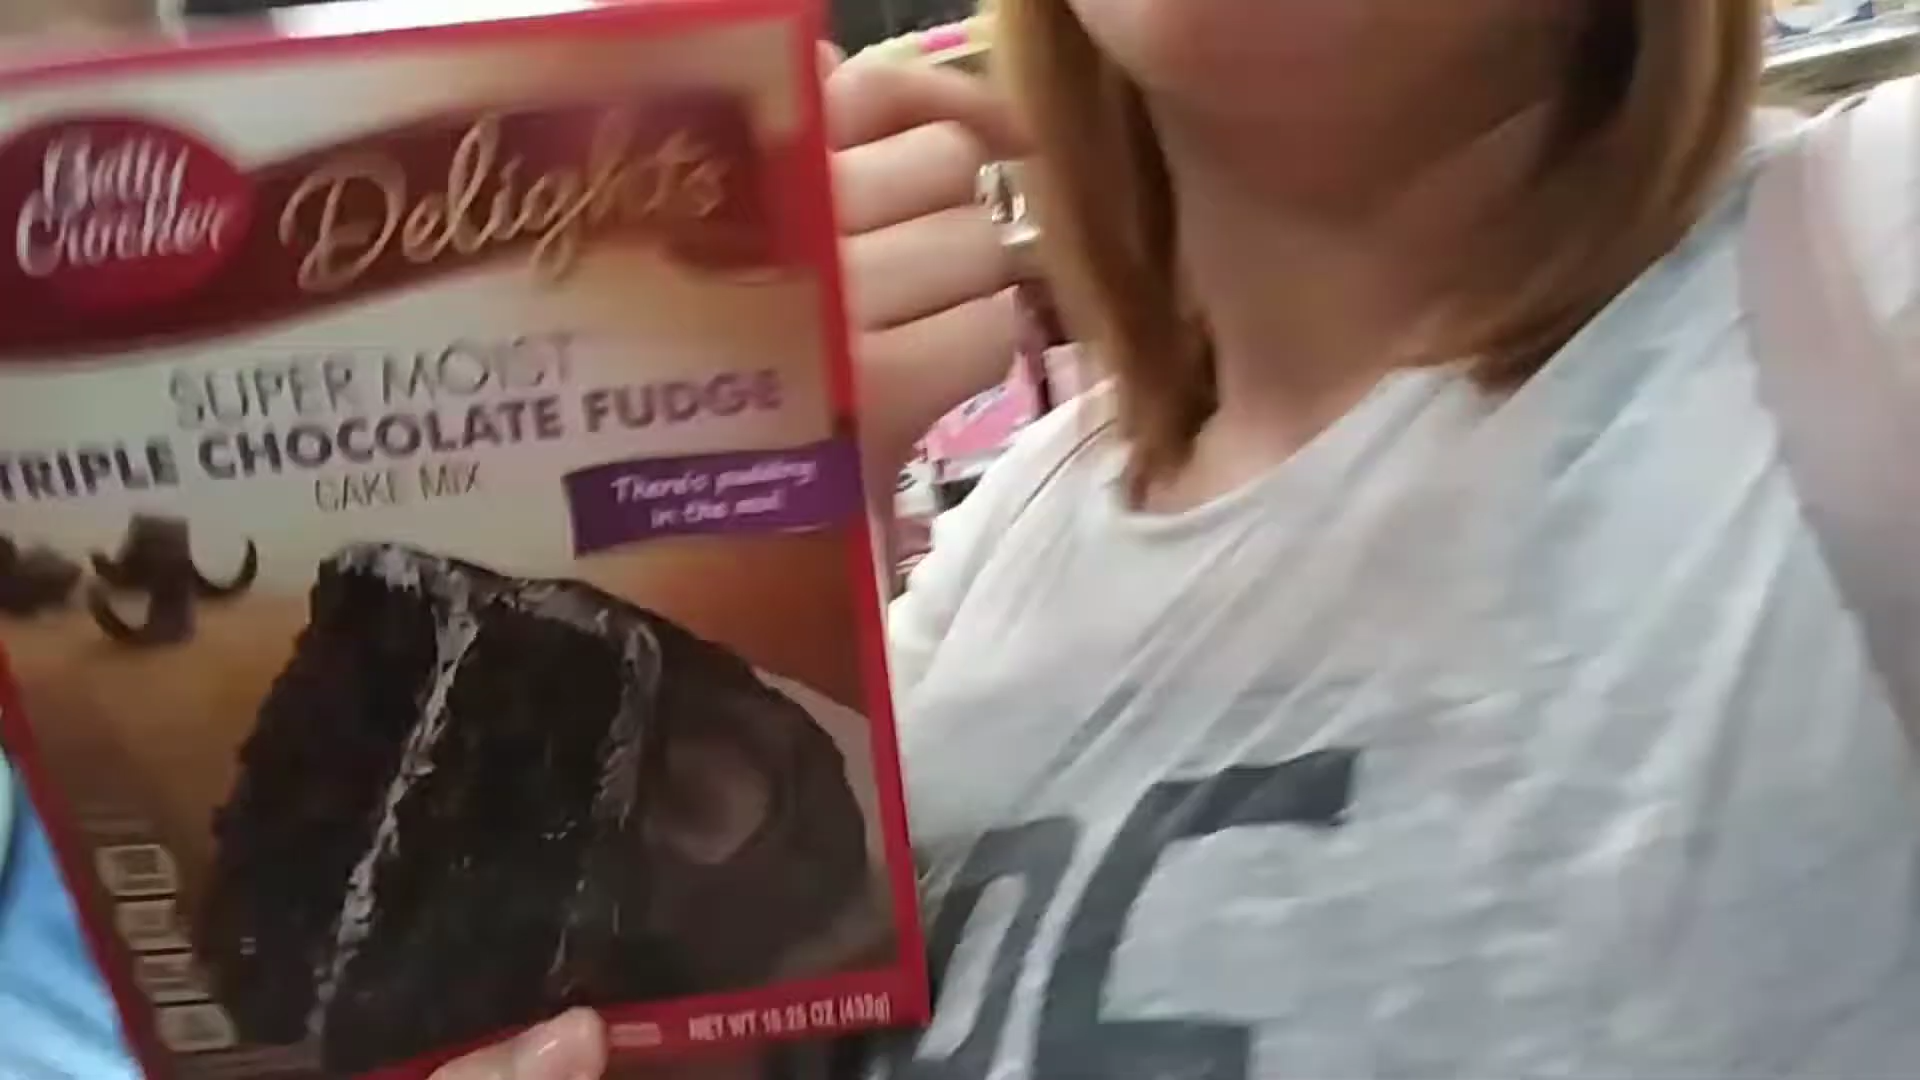 Betty
Crocker
Delights
SUPER MOIST
TRIPLE CHOCOLATE FUDGE
CAKE MIX
There's pudding
in the mix!
NET WT 15.25 OZ (432g)